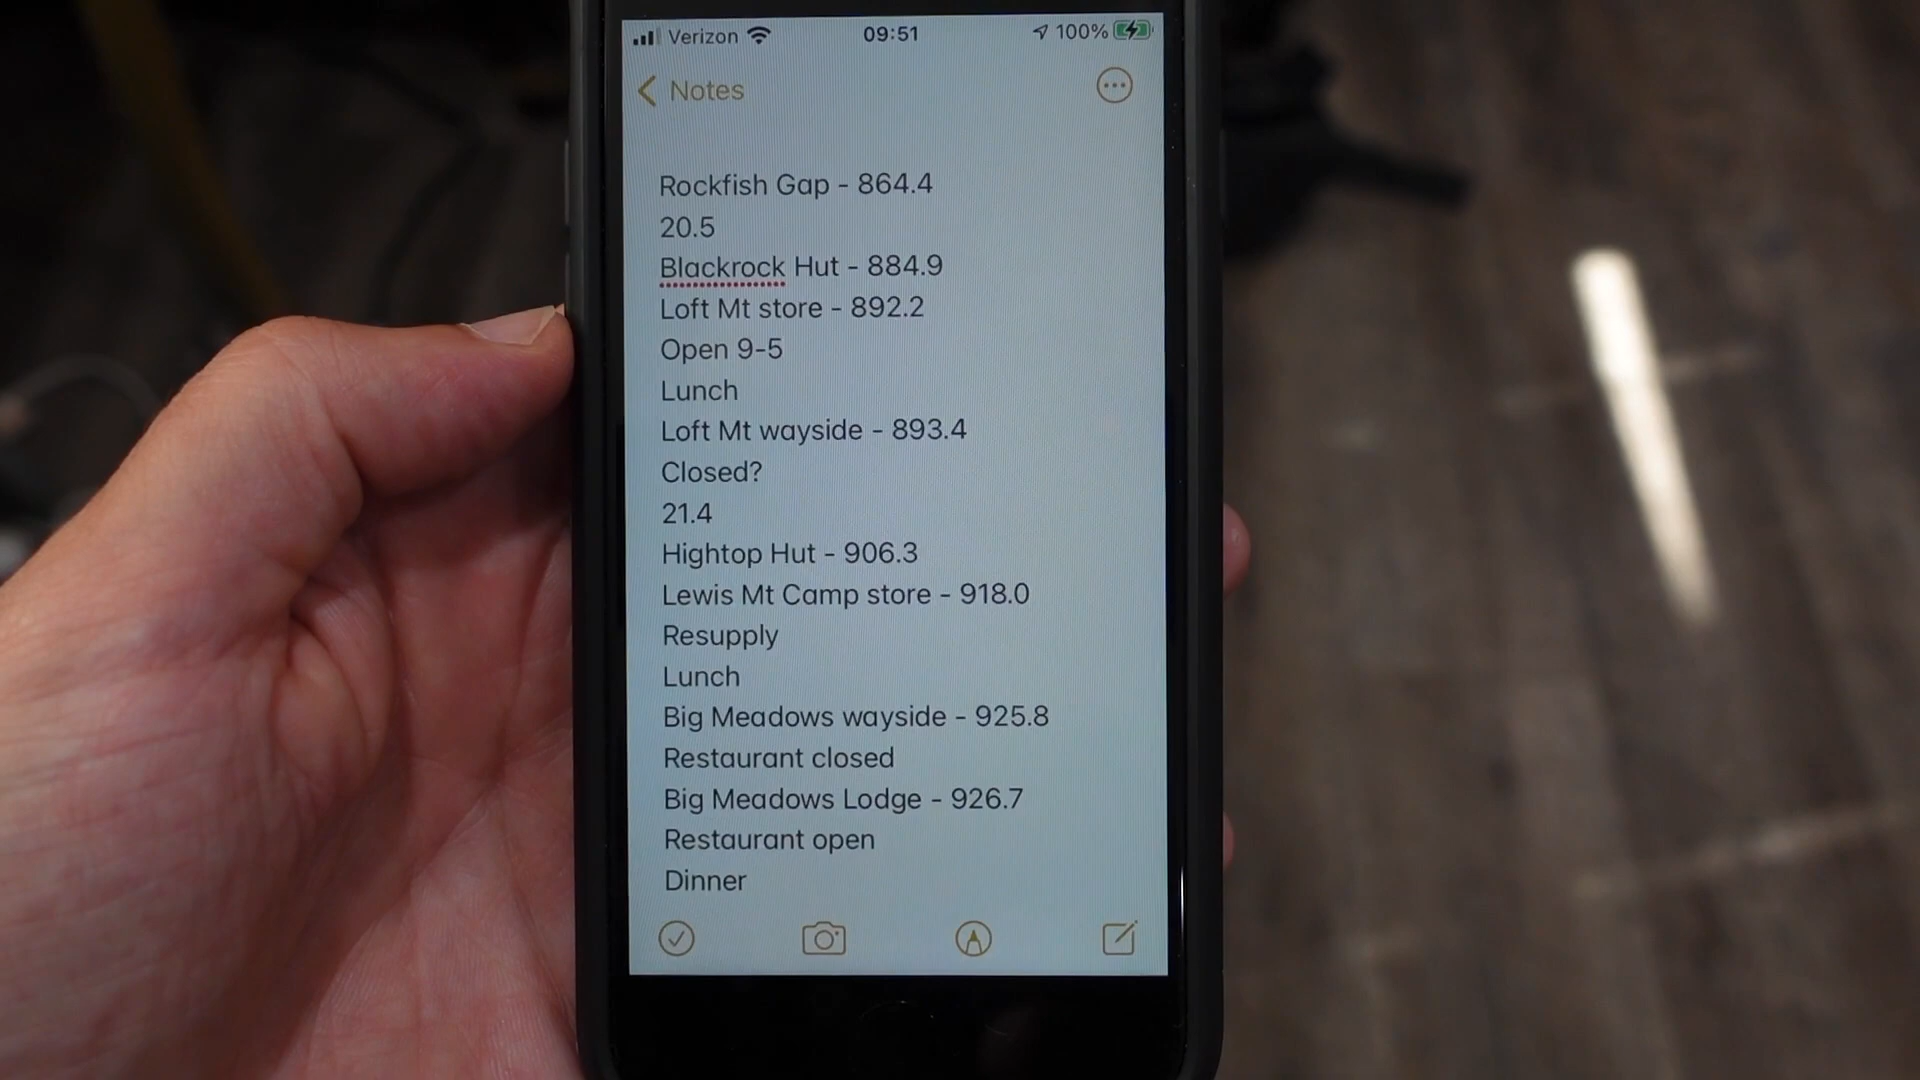 Verizon 09:51 100%
Notes
Rockfish Gap - 864.4
20.5
Blackrock Hut - 884.9
Loft Mt store - 892.2
Open 9-5
Lunch
Loft Mt wayside - 893.4
Closed?
21.4
Hightop Hut - 906.3
Lewis Mt Camp store - 918.0
Resupply
Lunch
Big Meadows wayside - 925.8
Restaurant closed
Big Meadows Lodge - 926.7
Restaurant open
Dinner